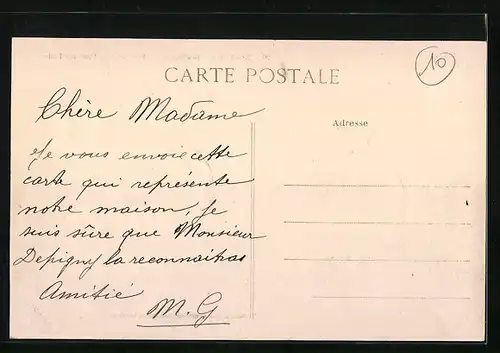 10
CARTE POSTALE
Adresse
Chère Madame
Je vous envoie cette
carte qui représente
notre maison, Je
suis sûre que Monsieur
Depigny la reconnaitras
Amitié
M. G